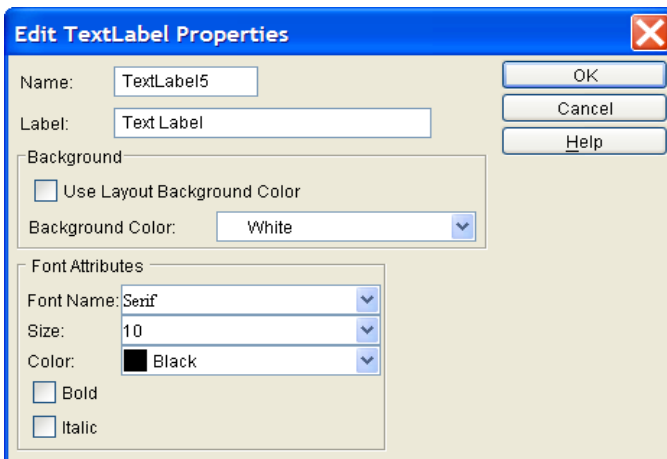 Edit TextLabel Properties
Name: TextLabel5
OK
Cancel
Label: Text Label
Help
Background
Use Layout Background Color
Background Color: White
Font Attributes
Font Name: Serif
Size: 10
Color: Black
Bold
Italic